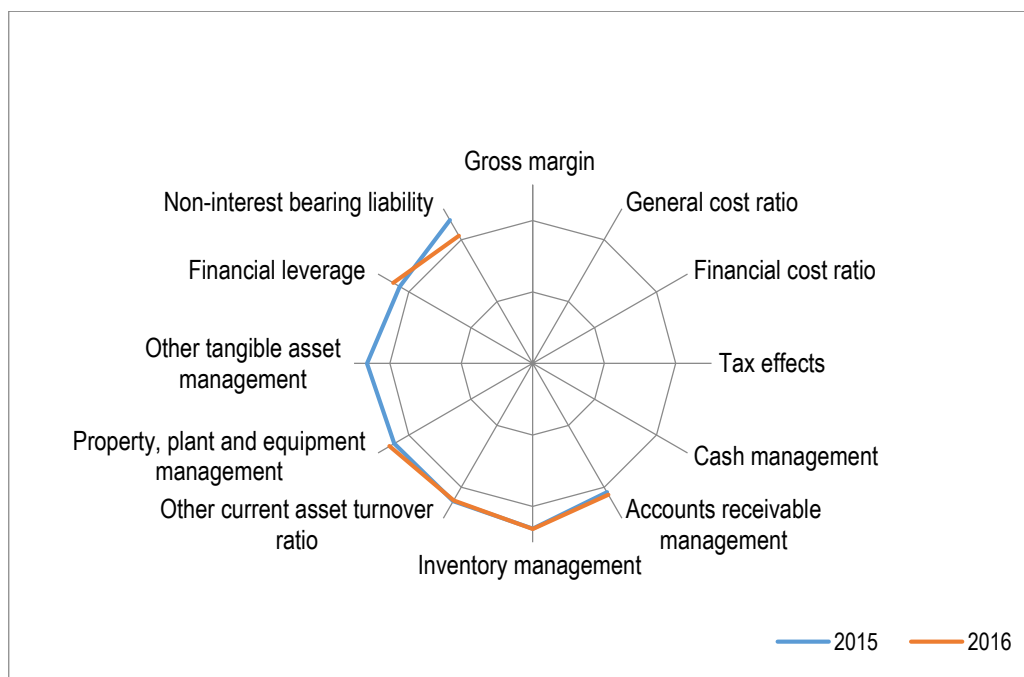 Gross margin
General cost ratio
Financial cost ratio
Tax effects
Cash management
Accounts receivable
management
Inventory management
Other current asset turnover
ratio
Property, plant and equipment
management
Other tangible asset
management
Financial leverage
Non-interest bearing liability
2015
2016